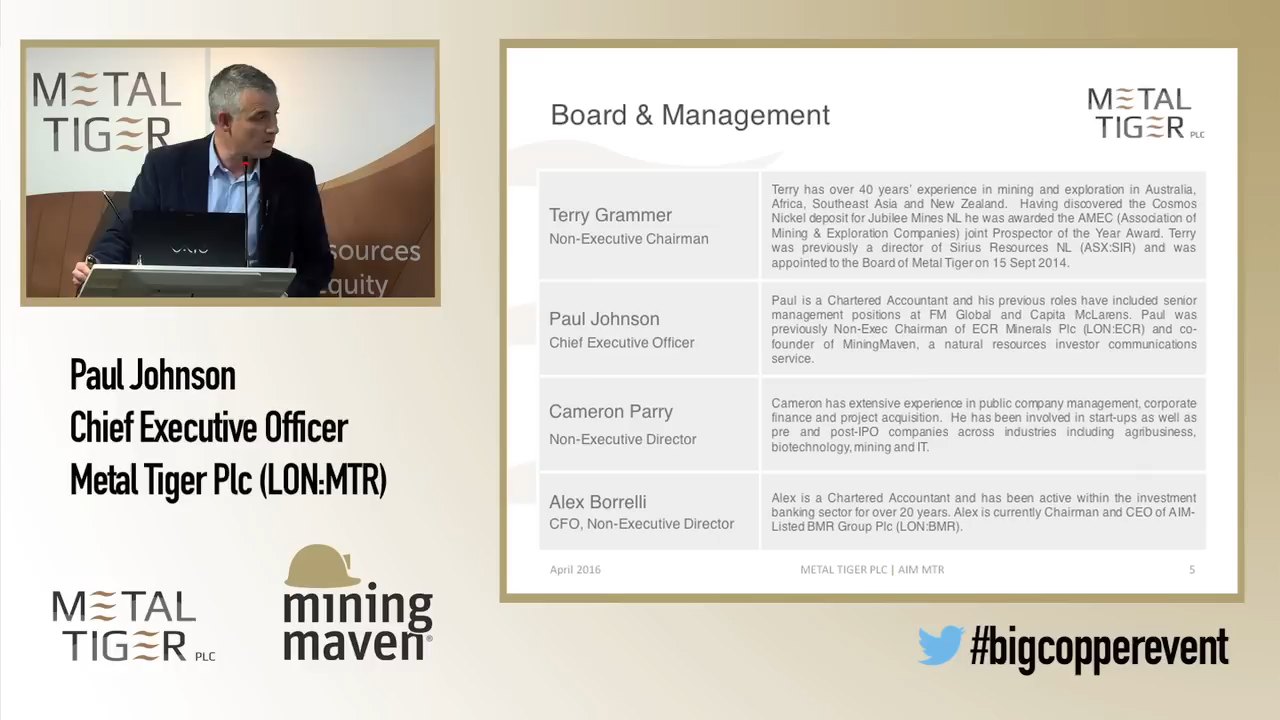 METAL
TIGER
sources
equity
VAIO
Paul Johnson
Chief Executive Officer
Metal Tiger Plc (LON:MTR)
METAL
TIGER PLC
mining
maven®
Board & Management
METAL
TIGER PLC
Terry Grammer
Non-Executive Chairman
Terry has over 40 years' experience in mining and exploration in Australia,
Africa, Southeast Asia and New Zealand. Having discovered the Cosmos
Nickel deposit for Jubilee Mines NL he was awarded the AMEC (Association of
Mining & Exploration Companies) joint Prospector of the Year Award. Terry
was previously a director of Sirius Resources NL (ASX:SIR) and was
appointed to the Board of Metal Tiger on 15 Sept 2014.
Paul Johnson
Chief Executive Officer
Paul is a Chartered Accountant and his previous roles have included senior
management positions at FM Global and Capita McLarens. Paul was
previously Non-Exec Chairman of ECR Minerals Plc (LON:ECR) and co-
founder of MiningMaven, a natural resources investor communications
service.
Cameron Parry
Non-Executive Director
Cameron has extensive experience in public company management, corporate
finance and project acquisition. He has been involved in start-ups as well as
pre and post-IPO companies across industries including agribusiness,
biotechnology, mining and IT.
Alex Borrelli
CFO, Non-Executive Director
Alex is a Chartered Accountant and has been active within the investment
banking sector for over 20 years. Alex is currently Chairman and CEO of AIM-
Listed BMR Group Plc (LON:BMR).
April 2016
METAL TIGER PLC | AIM MTR
5
#bigcopperevent